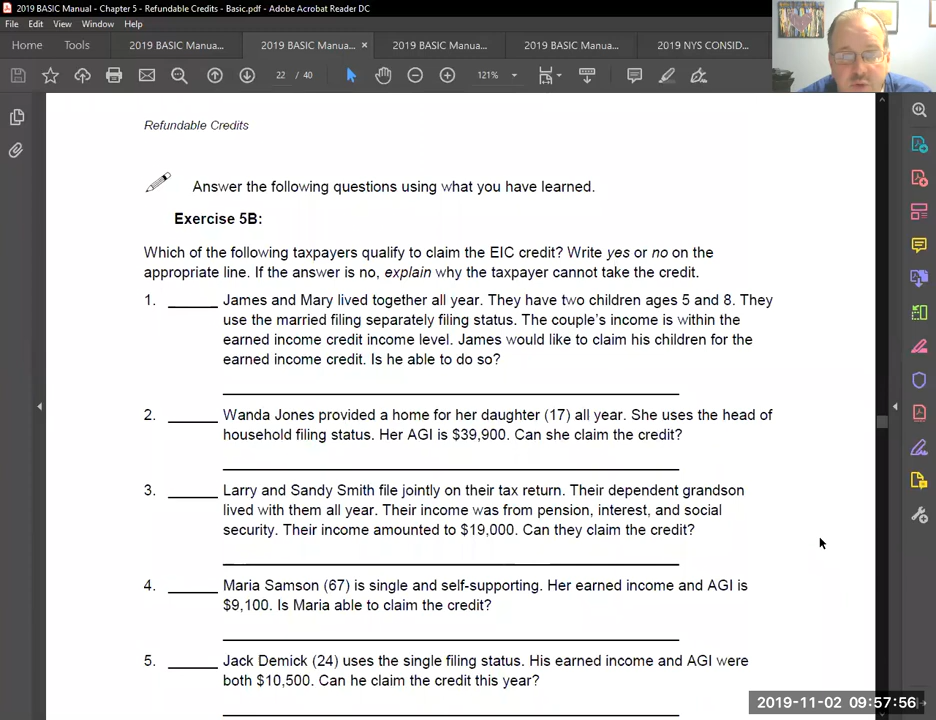 2019 BASIC Manual - Chapter 5 - Refundable Credits - Basic.pdf - Adobe Acrobat Reader DC
File Edit View Window Help
Home Tools 2019 BASIC Manua... 2019 BASIC Manua... × 2019 BASIC Manua... 2019 BASIC Manua... 2019 NYS CONSID...
22 / 40 121%
Refundable Credits
Answer the following questions using what you have learned.
Exercise 5B:
Which of the following taxpayers qualify to claim the EIC credit? Write yes or no on the
appropriate line. If the answer is no, explain why the taxpayer cannot take the credit.
1. ______ James and Mary lived together all year. They have two children ages 5 and 8. They
use the married filing separately filing status. The couple's income is within the
earned income credit income level. James would like to claim his children for the
earned income credit. Is he able to do so?
2. ______ Wanda Jones provided a home for her daughter (17) all year. She uses the head of
household filing status. Her AGI is $39,900. Can she claim the credit?
3. ______ Larry and Sandy Smith file jointly on their tax return. Their dependent grandson
lived with them all year. Their income was from pension, interest, and social
security. Their income amounted to $19,000. Can they claim the credit?
4. ______ Maria Samson (67) is single and self-supporting. Her earned income and AGI is
$9,100. Is Maria able to claim the credit?
5. ______ Jack Demick (24) uses the single filing status. His earned income and AGI were
both $10,500. Can he claim the credit this year?
2019-11-02 09:57:56